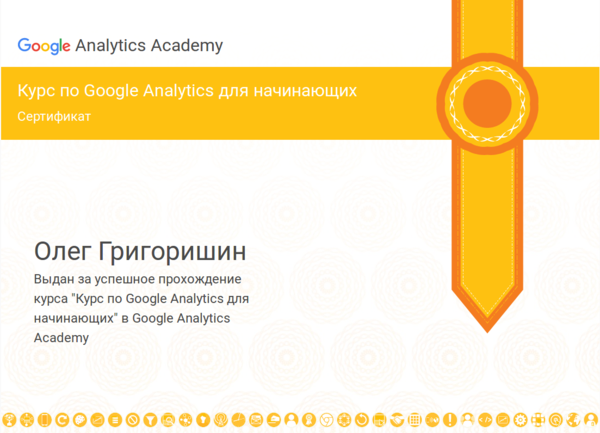 Google Analytics Academy
Курс по Google Analytics для начинающих
Сертификат
Олег Григоришин
Выдан за успешное прохождение
курса "Курс по Google Analytics для
начинающих" в Google Analytics
Academy